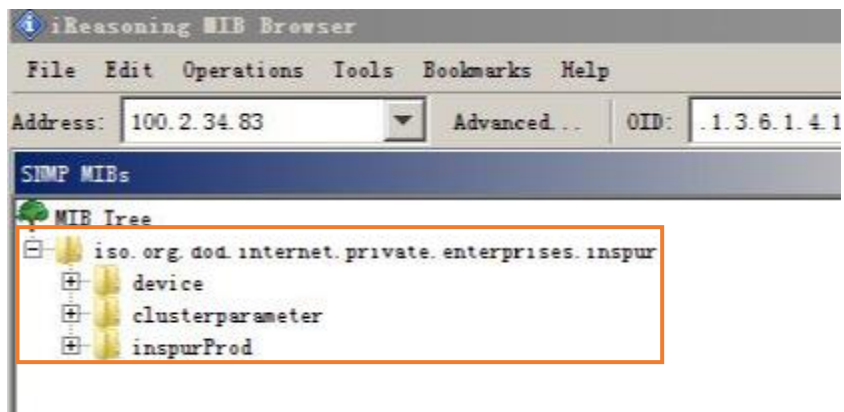 iReasoning MIB Browser
File Edit Operations Tools Bookmarks Help
Address: 100.2.34.83 Advanced... OID: .1.3.6.1.4.1
SNMP MIBs
MIB Tree
iso.org.dod.internet.private.enterprises.inspur
device
clusterparameter
inspurProd